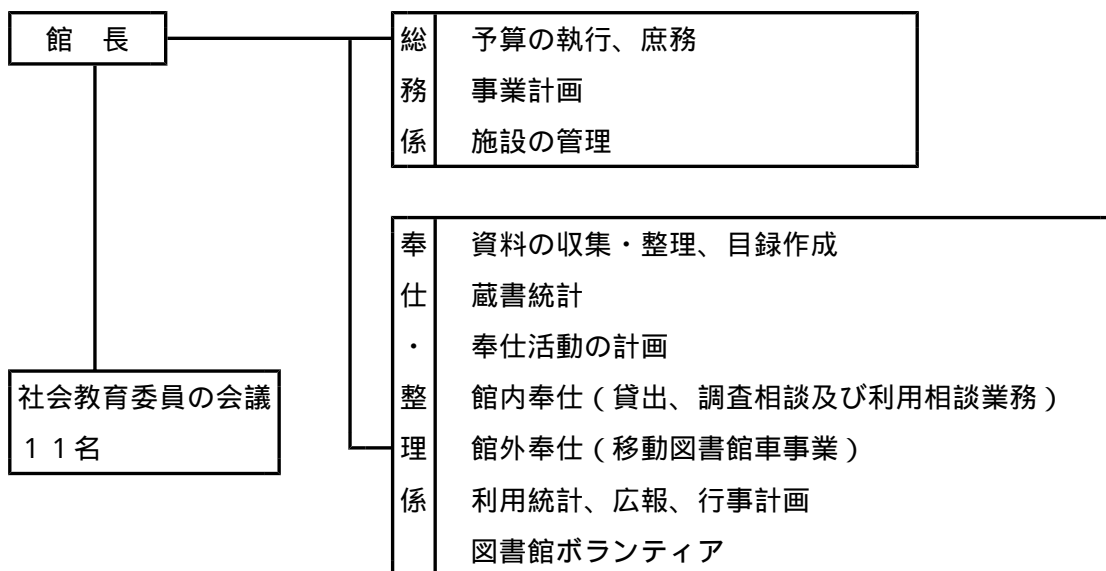 館　長
総務係
予算の執行、庶務
事業計画
施設の管理
奉仕・整理係
資料の収集・整理、目録作成
蔵書統計
奉仕活動の計画
館内奉仕（貸出、調査相談及び利用相談業務）
館外奉仕（移動図書館車事業）
利用統計、広報、行事計画
図書館ボランティア
社会教育委員の会議
１１名